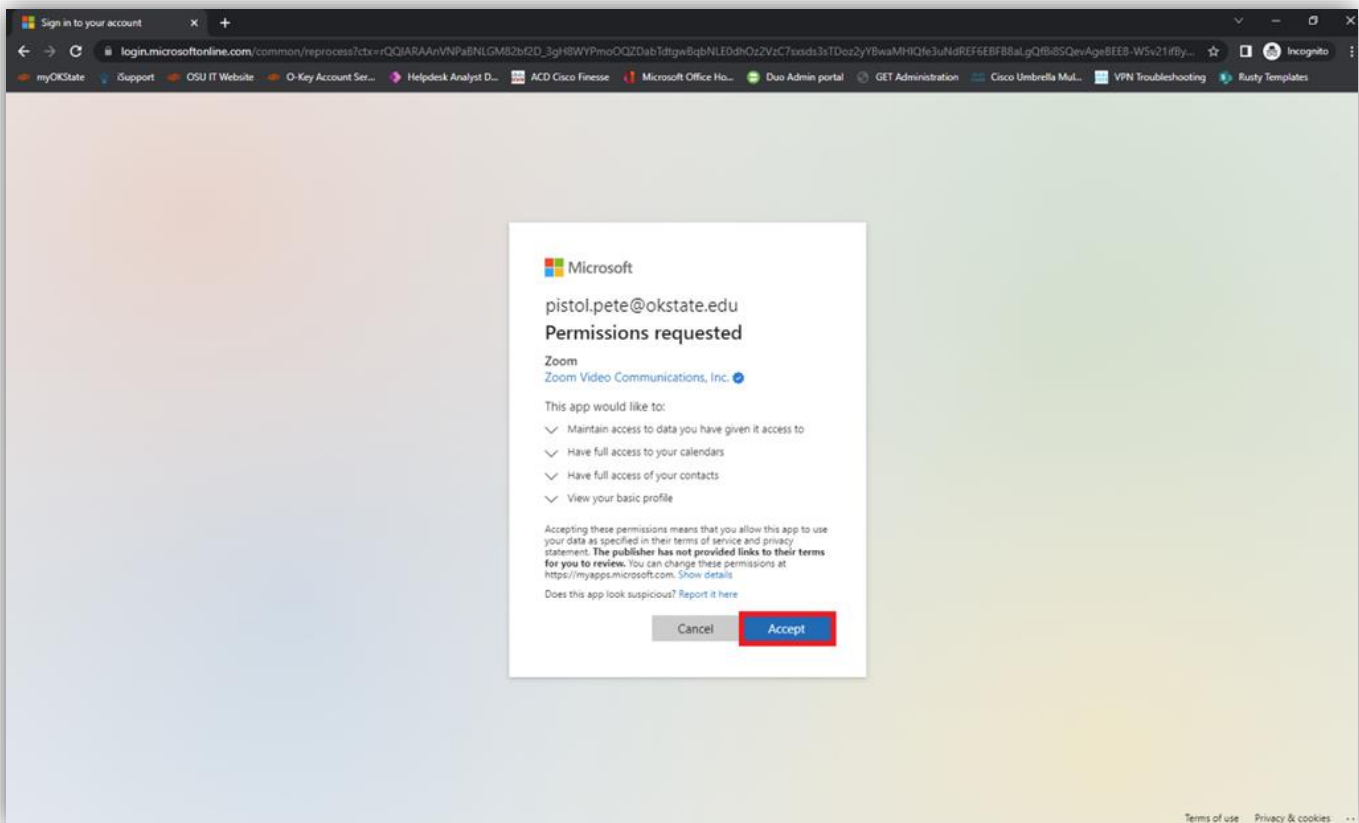 Sign in to your account
login.microsoftonline.com/common/reprocess?ctx=
Incognito
myOKState iSupport OSU IT Website O-Key Account Ser... Helpdesk Analyst D... ACD Cisco Finesse Microsoft Office Ho... Duo Admin portal GET Administration Cisco Umbrella Mul... VPN Troubleshooting Rusty Templates
Microsoft
pistol.pete@okstate.edu
Permissions requested
Zoom
Zoom Video Communications, Inc.
This app would like to:
Maintain access to data you have given it access to
Have full access to your calendars
Have full access of your contacts
View your basic profile
Accepting these permissions means that you allow this app to use
your data as specified in their terms of service and privacy
statement. The publisher has not provided links to their terms
for you to review. You can change these permissions at
https://myapps.microsoft.com. Show details
Does this app look suspicious? Report it here
Cancel Accept
Terms of use Privacy & cookies